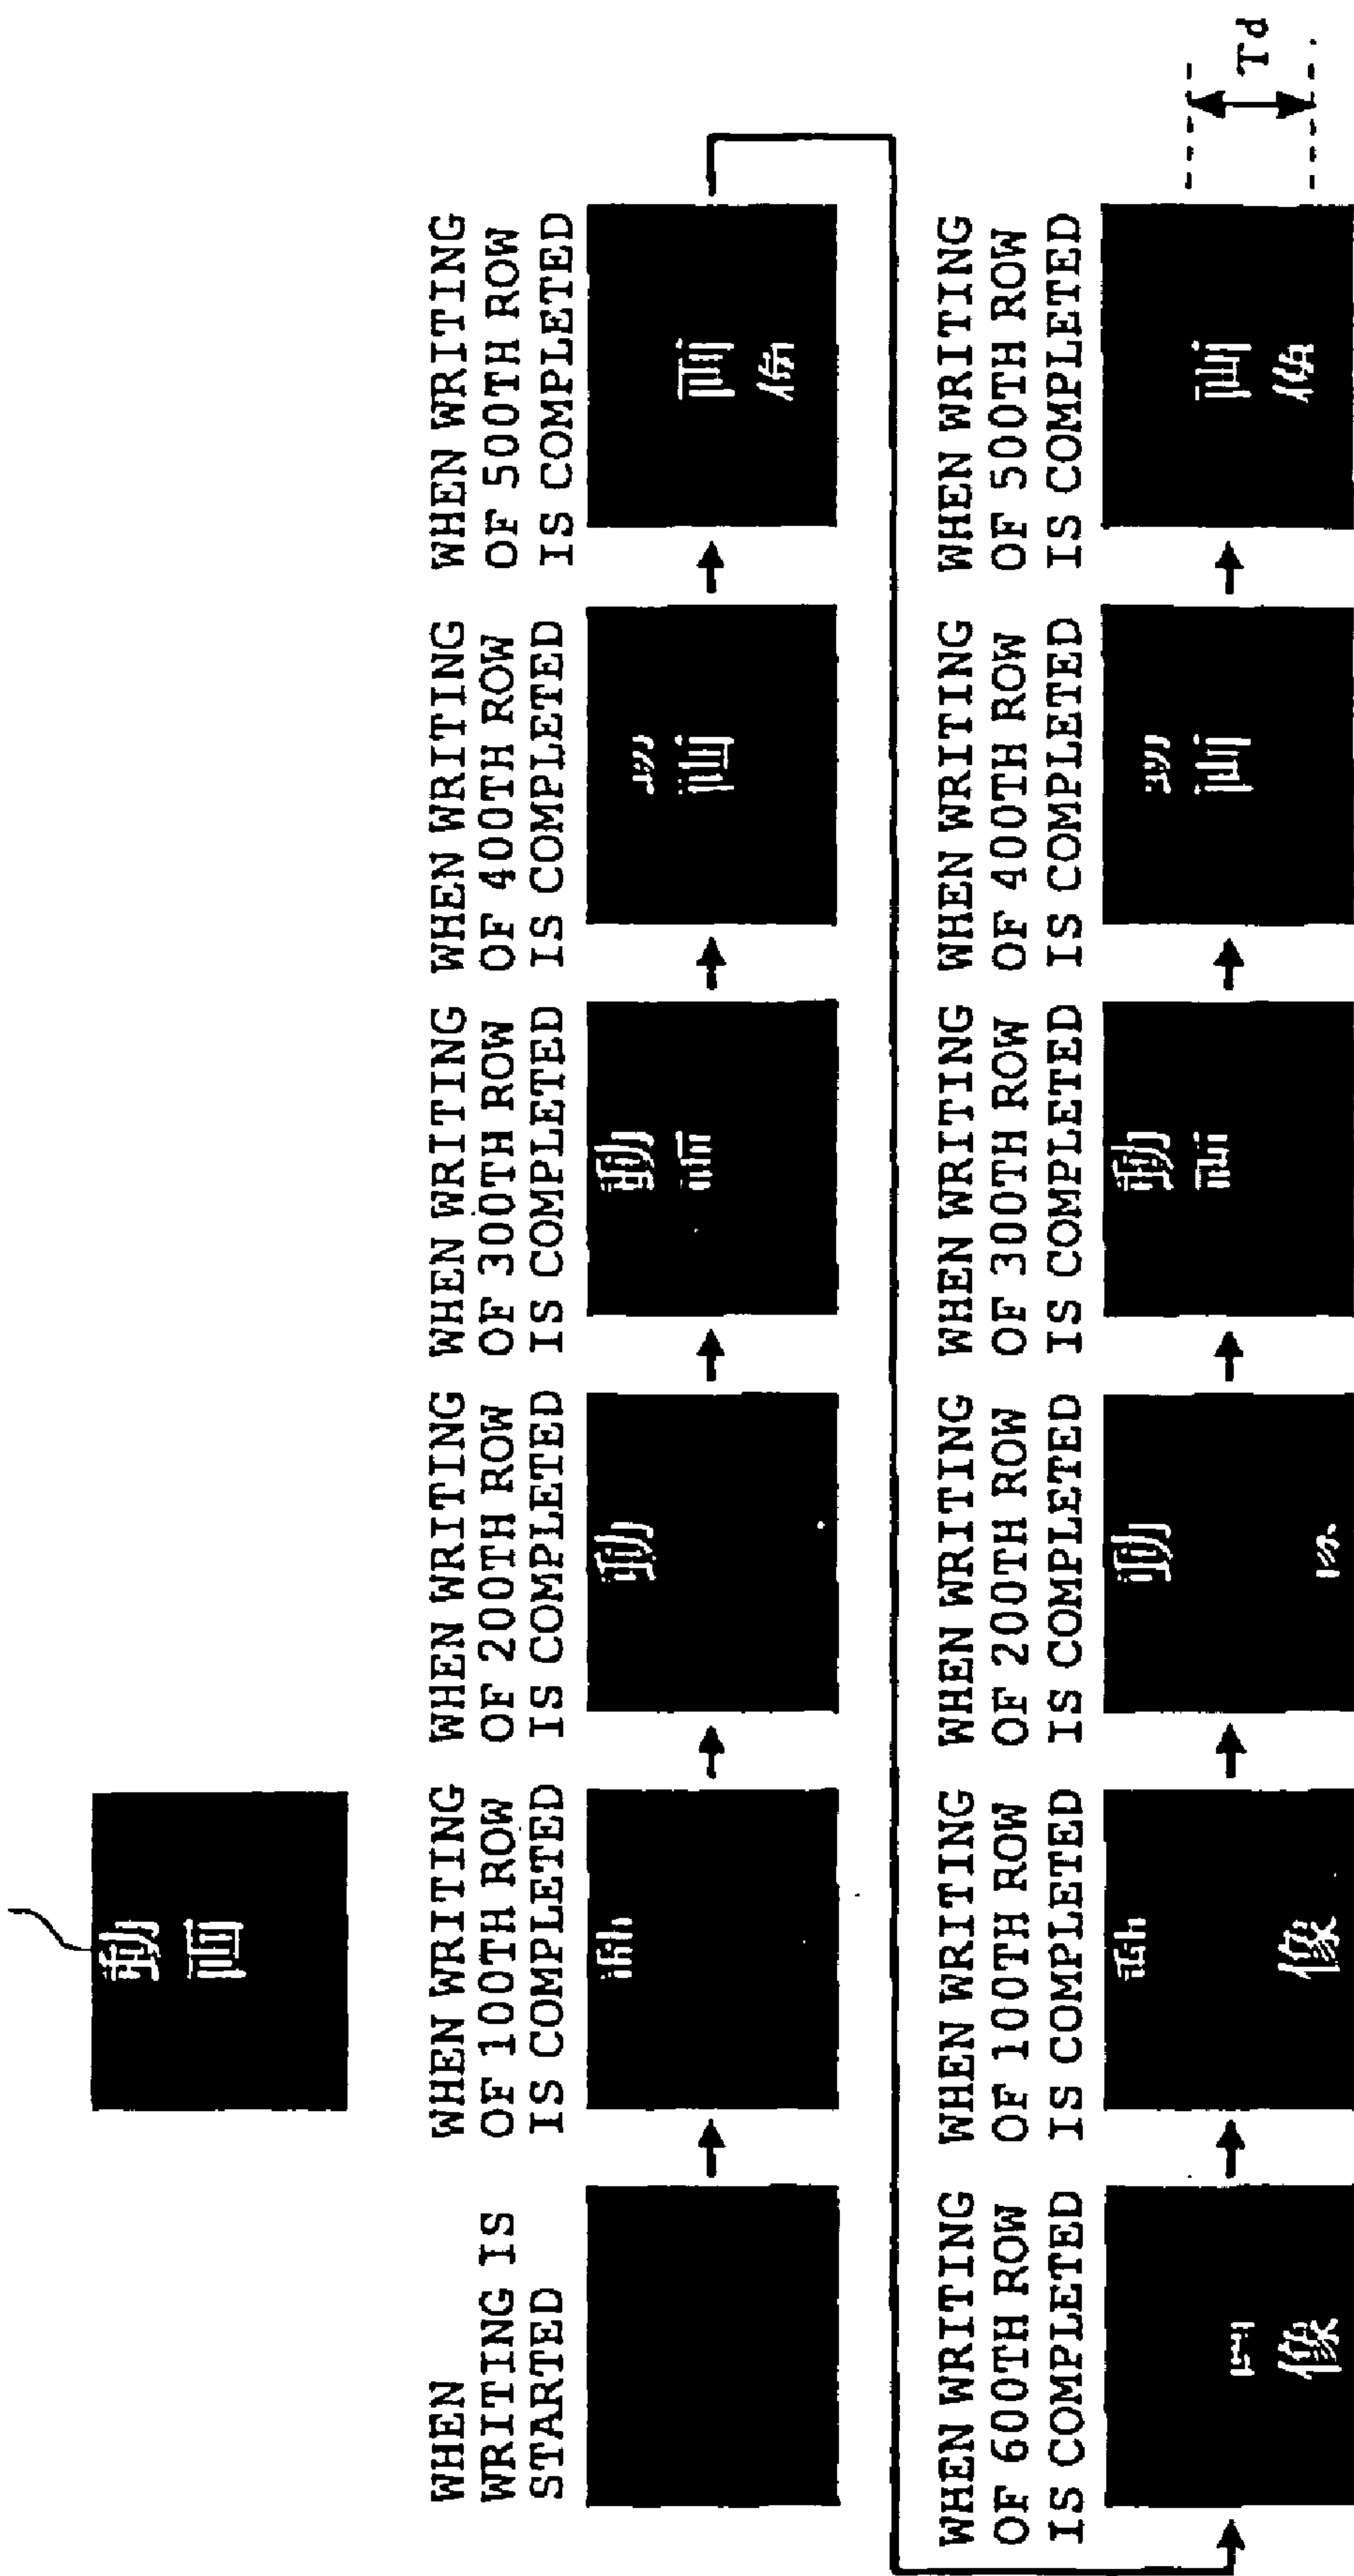 動
画
WHEN
WRITING IS
STARTED
WHEN WRITING
OF 100TH ROW
IS COMPLETED
WHEN WRITING
OF 200TH ROW
IS COMPLETED
動
WHEN WRITING
OF 300TH ROW
IS COMPLETED
動
WHEN WRITING
OF 400TH ROW
IS COMPLETED
WHEN WRITING
OF 500TH ROW
IS COMPLETED
画
WHEN WRITING
OF 600TH ROW
IS COMPLETED
像
WHEN WRITING
OF 100TH ROW
IS COMPLETED
像
WHEN WRITING
OF 200TH ROW
IS COMPLETED
動
WHEN WRITING
OF 300TH ROW
IS COMPLETED
動
WHEN WRITING
OF 400TH ROW
IS COMPLETED
WHEN WRITING
OF 500TH ROW
IS COMPLETED
Td